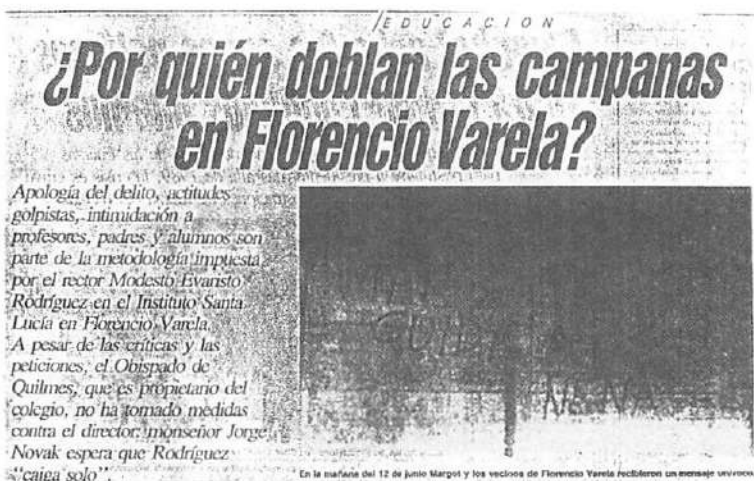 /EDUCACION
¿Por quién doblan las campanas
en Florencio Varela?
Apología del delito, actitudes
golpistas, intimidación a
profesores, padres y alumnos son
parte de la metodología impuesta
por el rector Modesto Evaristo
Rodríguez en el Instituto Santa
Lucía en Florencio Varela.
A pesar de las críticas y las
peticiones, el Obispado de
Quilmes, que es propietario del
colegio, no ha tomado medidas
contra el director: monseñor Jorge
Novak espera que Rodríguez
"caiga solo".
En la mañana del 12 de junio Margot y los vecinos de Florencio Varela recibieron un mensaje